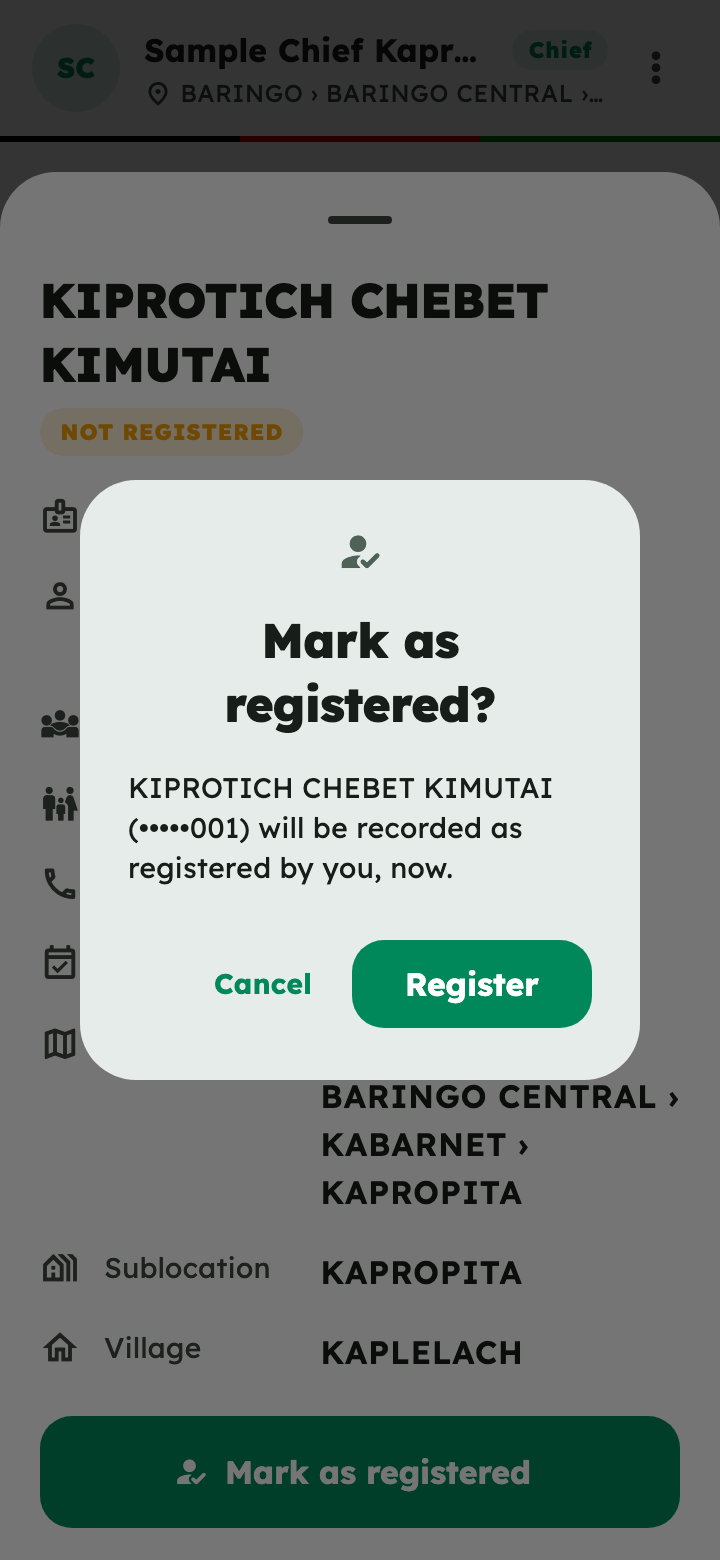 SC
Sample Chief Kapr...
Chief
BARINGO › BARINGO CENTRAL ›...
KIPROTICH CHEBET
KIMUTAI
NOT REGISTERED
Mark as
registered?
KIPROTICH CHEBET KIMUTAI
(•••••001) will be recorded as
registered by you, now.
Cancel
Register
BARINGO CENTRAL ›
KABARNET ›
KAPROPITA
Sublocation
KAPROPITA
Village
KAPLELACH
Mark as registered